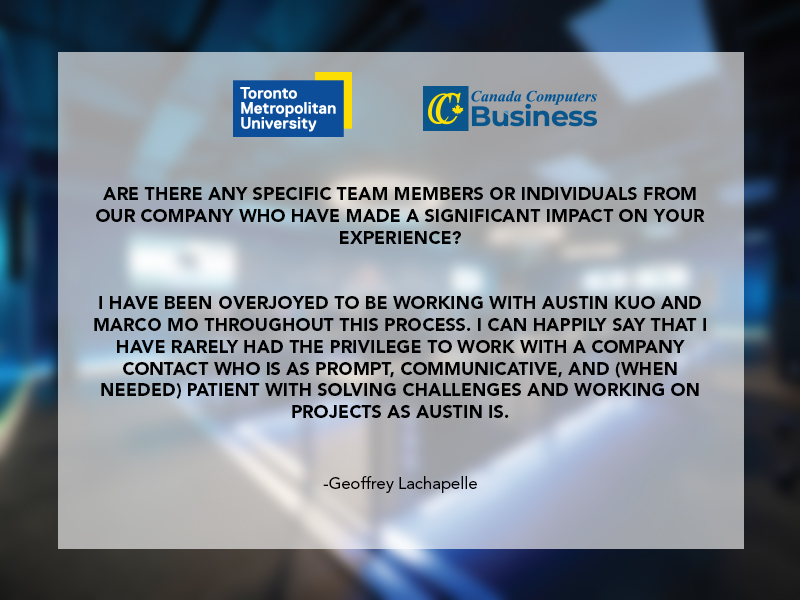 Toronto
Metropolitan
University
Canada Computers
Business
ARE THERE ANY SPECIFIC TEAM MEMBERS OR INDIVIDUALS FROM
OUR COMPANY WHO HAVE MADE A SIGNIFICANT IMPACT ON YOUR
EXPERIENCE?
I HAVE BEEN OVERJOYED TO BE WORKING WITH AUSTIN KUO AND
MARCO MO THROUGHOUT THIS PROCESS. I CAN HAPPILY SAY THAT I
HAVE RARELY HAD THE PRIVILEGE TO WORK WITH A COMPANY
CONTACT WHO IS AS PROMPT, COMMUNICATIVE, AND (WHEN
NEEDED) PATIENT WITH SOLVING CHALLENGES AND WORKING ON
PROJECTS AS AUSTIN IS.
-Geoffrey Lachapelle